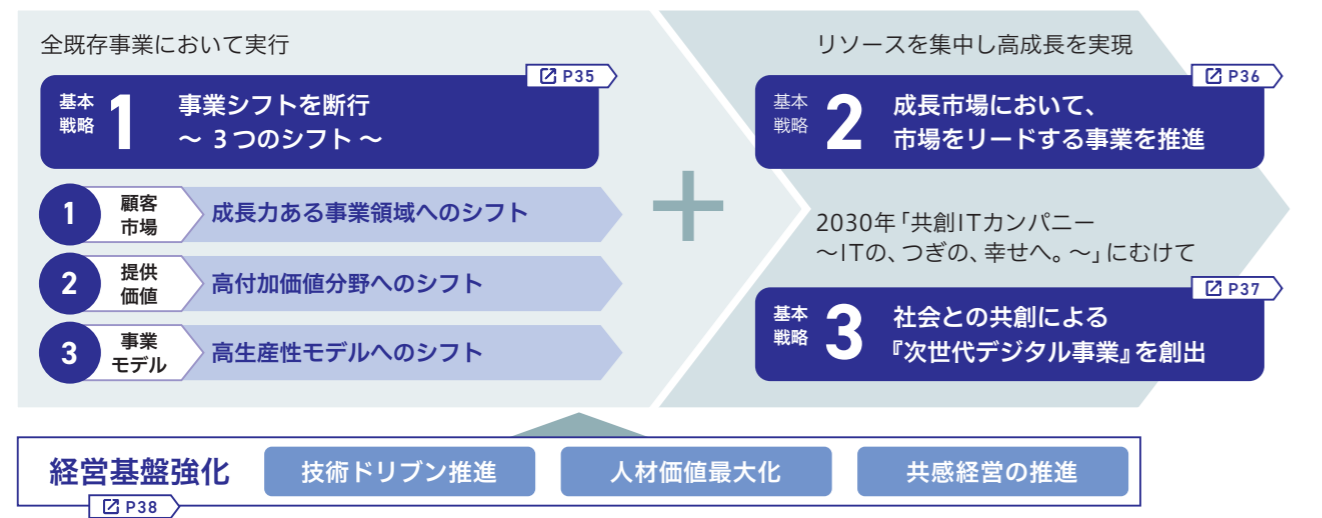 全既存事業において実行
P35
基本
戦略
1
事業シフトを断行
～ 3つのシフト ～
1
顧客
市場
成長力ある事業領域へのシフト
2
提供
価値
高付加価値分野へのシフト
3
事業
モデル
高生産性モデルへのシフト
+
リソースを集中し高成長を実現
P36
基本
戦略
2
成長市場において、
市場をリードする事業を推進
2030年「共創ITカンパニー
～ITの、つぎの、幸せへ。～」にむけて
P37
基本
戦略
3
社会との共創による
『次世代デジタル事業』を創出
経営基盤強化
P38
技術ドリブン推進
人材価値最大化
共感経営の推進